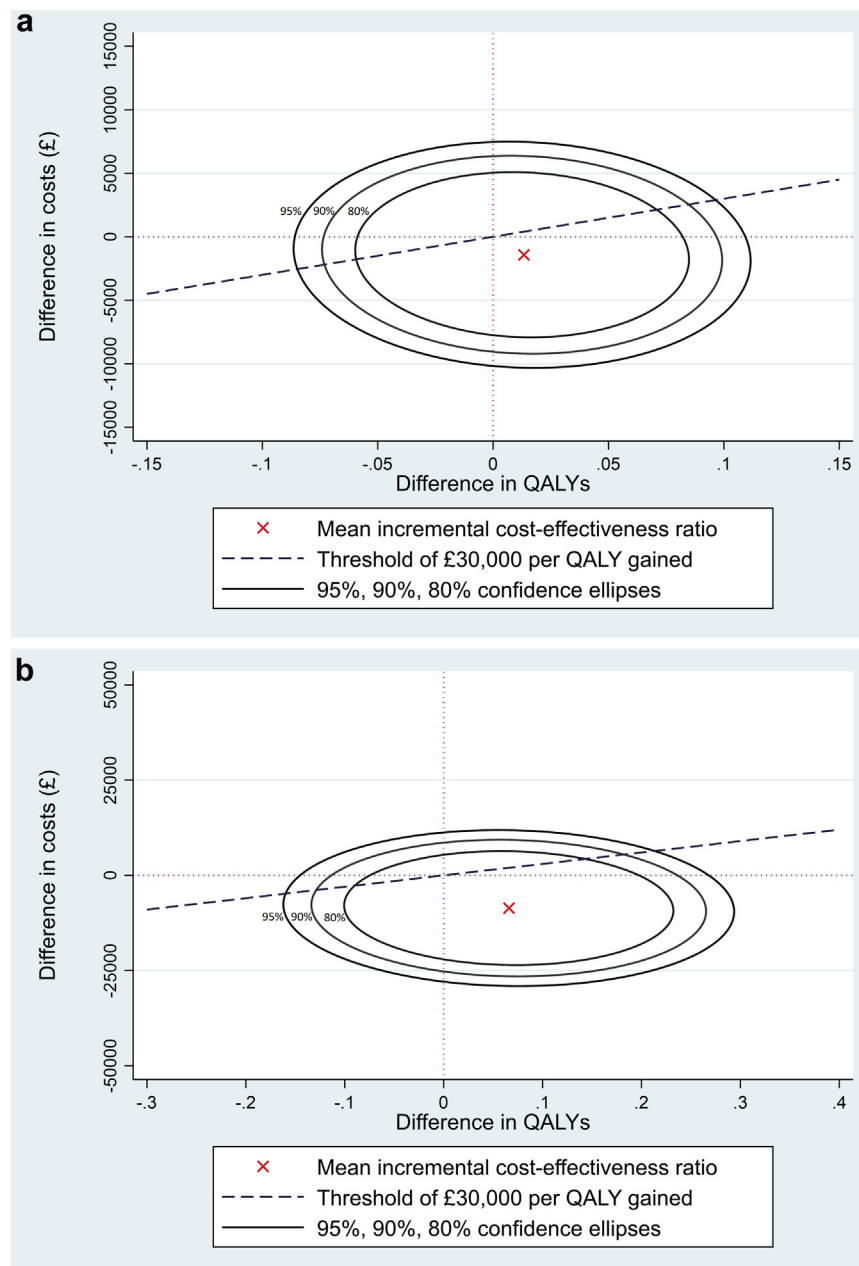 a
Difference in costs (£)
15000
10000
5000
0
-5000
-10000
-15000
95% 90% 80%
-.15 -.1 -.05 0 .05 .1 .15
Difference in QALYs
Mean incremental cost-effectiveness ratio
Threshold of £30,000 per QALY gained
95%, 90%, 80% confidence ellipses
b
Difference in costs (£)
50000
25000
0
-25000
-50000
95% 90% 80%
-.3 -.2 -.1 0 .1 .2 .3 .4
Difference in QALYs
Mean incremental cost-effectiveness ratio
Threshold of £30,000 per QALY gained
95%, 90%, 80% confidence ellipses